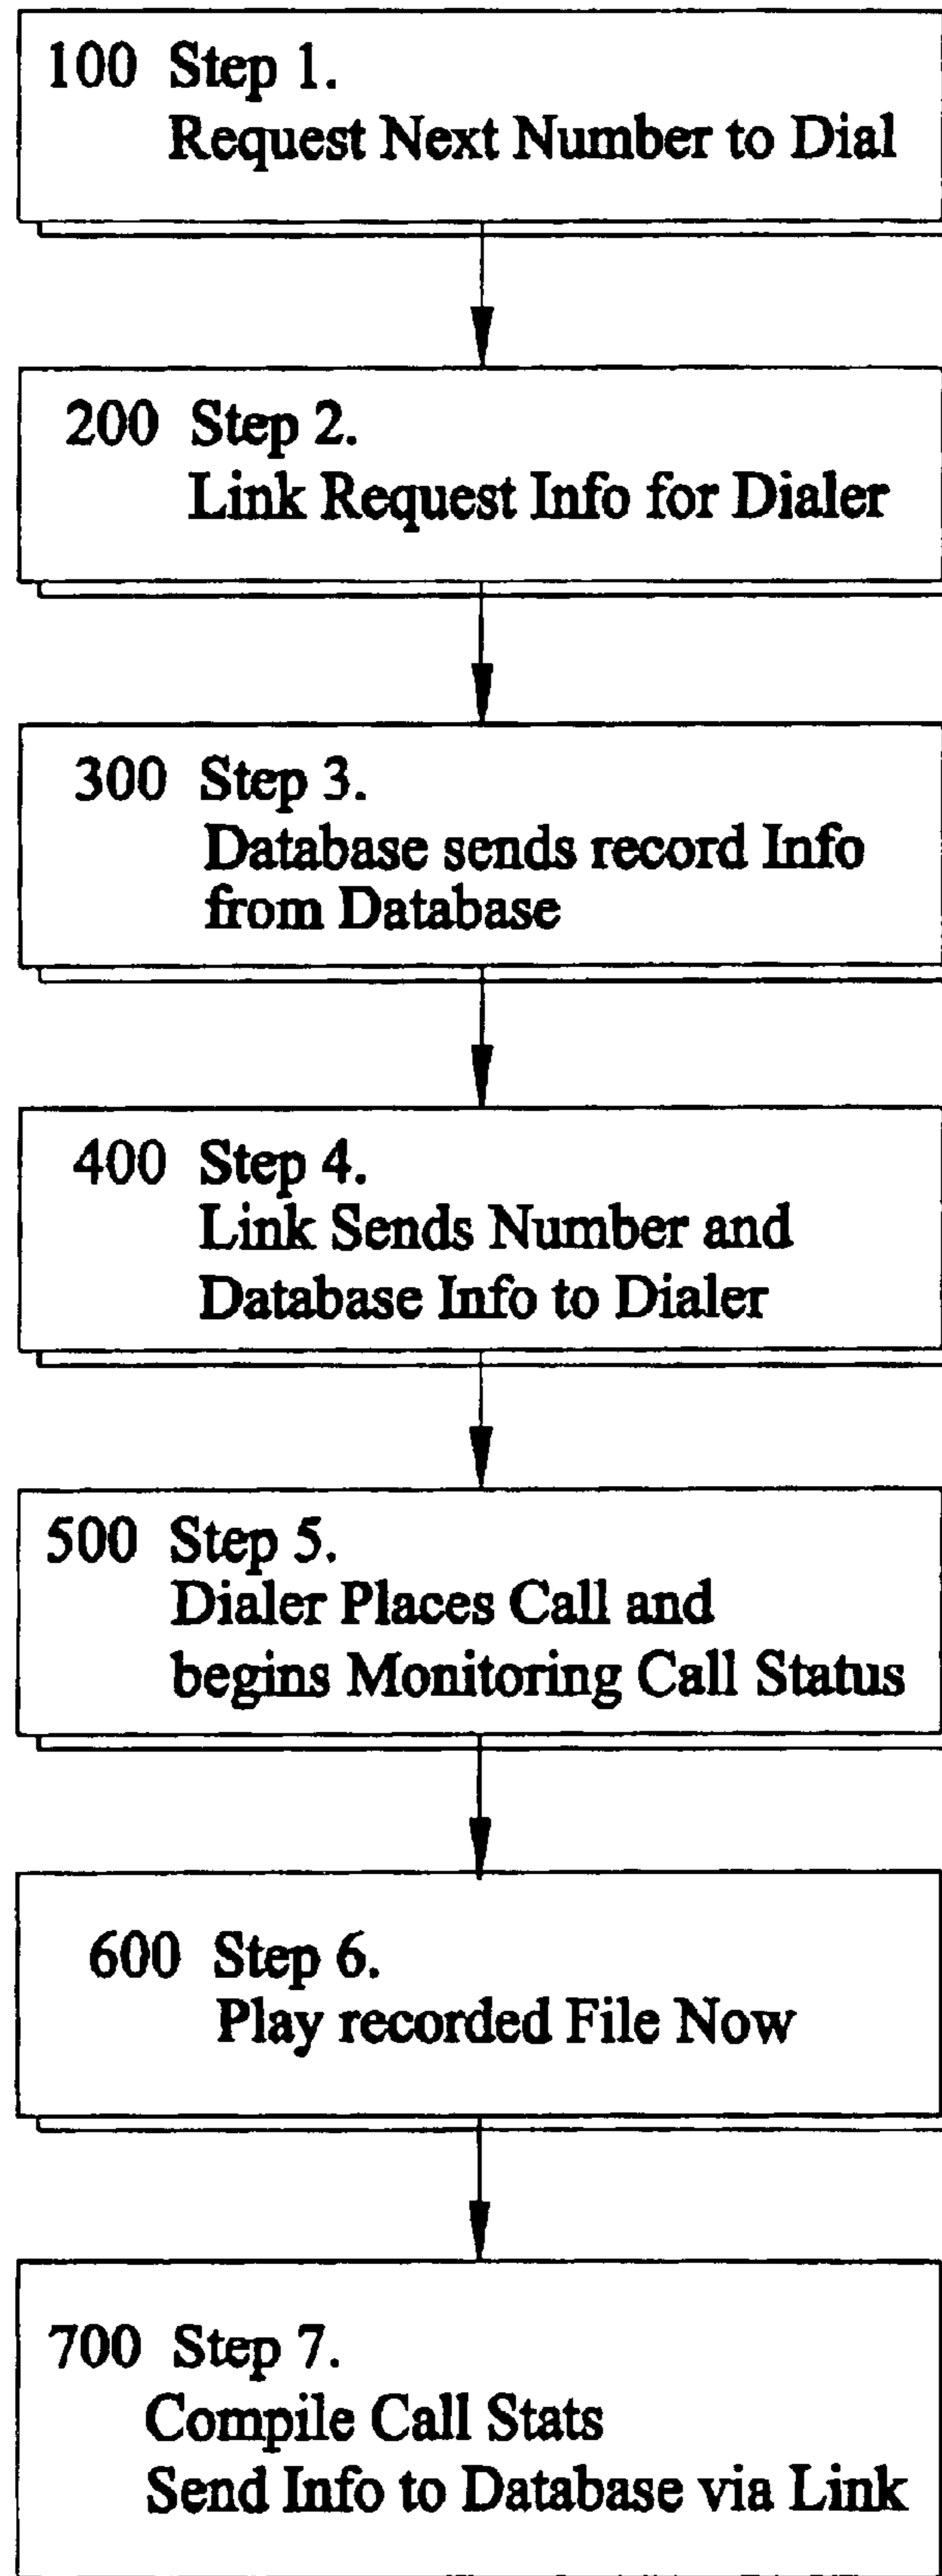 100 Step 1.
Request Next Number to Dial
200 Step 2.
Link Request Info for Dialer
300 Step 3.
Database sends record Info
from Database
400 Step 4.
Link Sends Number and
Database Info to Dialer
500 Step 5.
Dialer Places Call and
begins Monitoring Call Status
600 Step 6.
Play recorded File Now
700 Step 7.
Compile Call Stats
Send Info to Database via Link